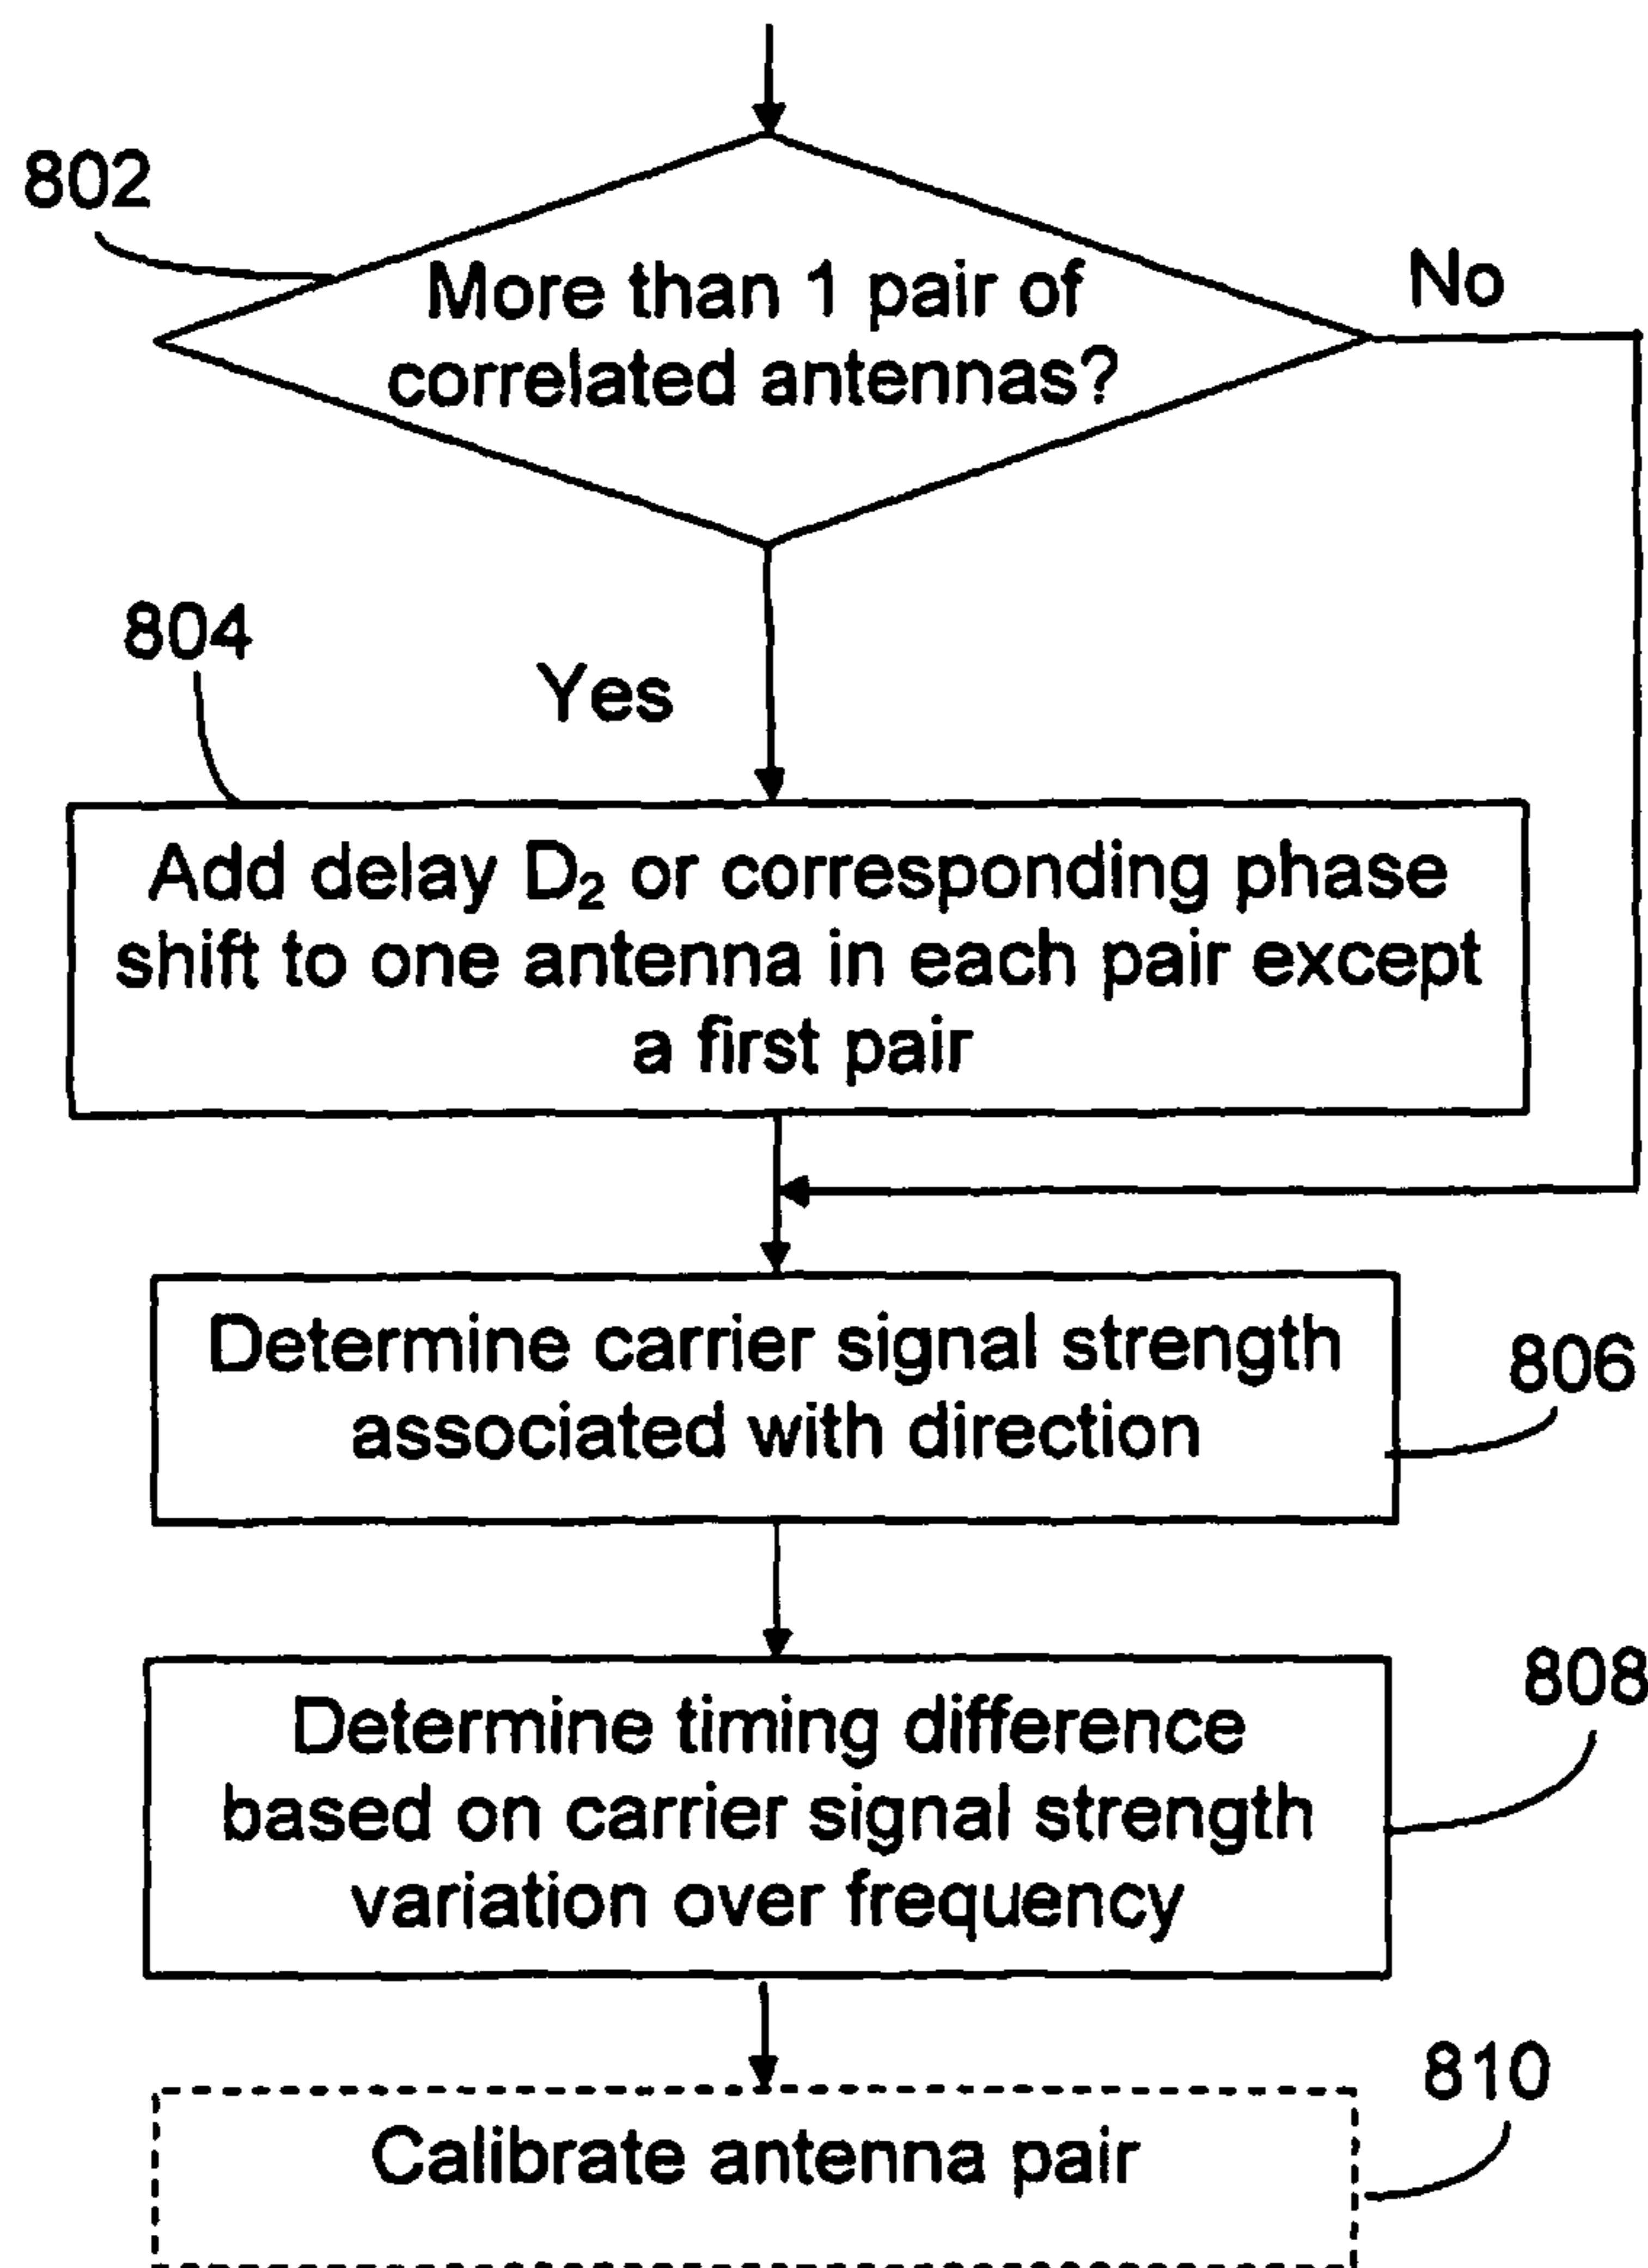 802
More than 1 pair of
correlated antennas?
No
804
Yes
Add delay D₂ or corresponding phase
shift to one antenna in each pair except
a first pair
Determine carrier signal strength
associated with direction
806
Determine timing difference
based on carrier signal strength
variation over frequency
808
810
Calibrate antenna pair